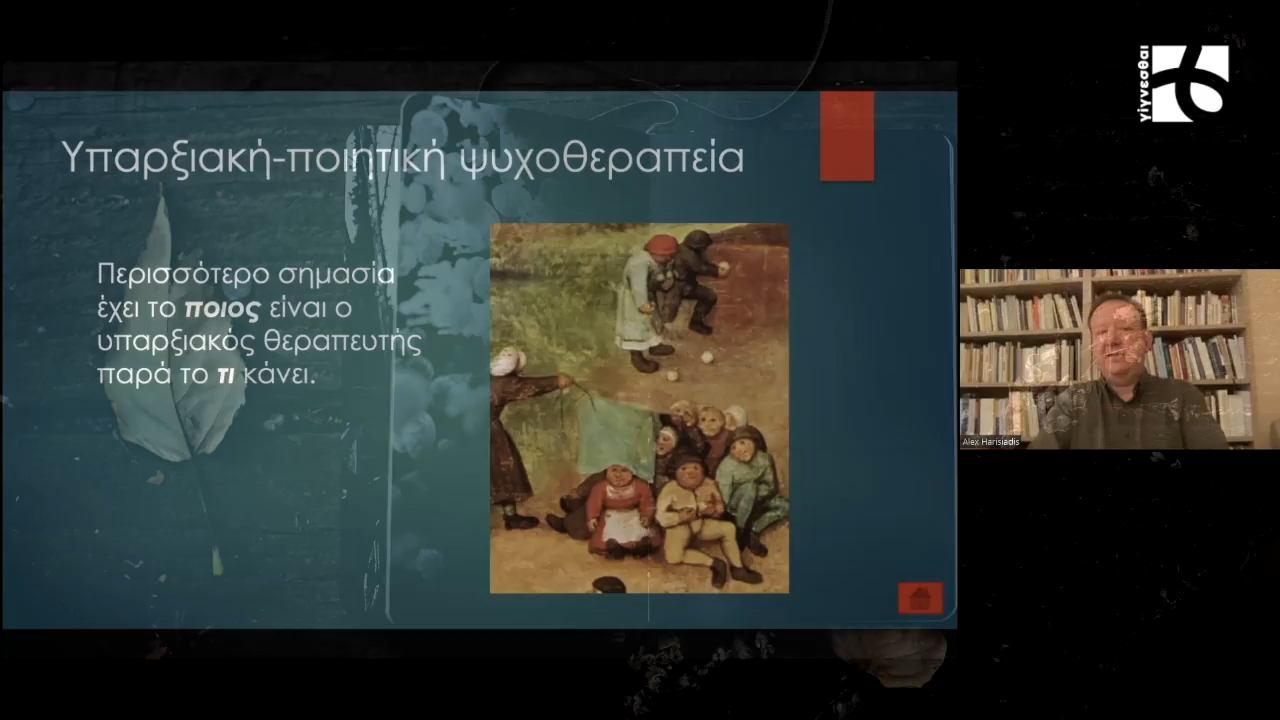 Υπαρξιακή-ποιητική ψυχοθεραπεία
Περισσότερο σημασία
έχει το ποιος είναι ο
υπαρξιακός θεραπευτής
παρά το τι κάνει.
γίγνεσθαι
Alex Harisiadis